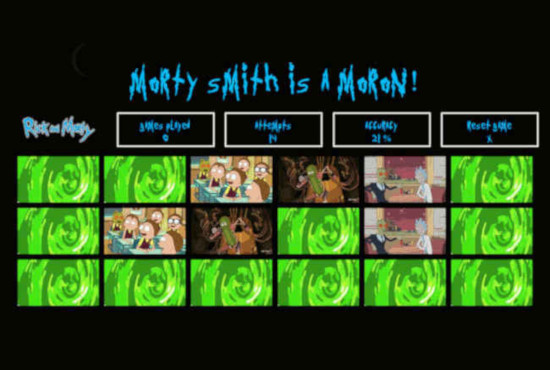 Morty Smith is a Moron!
Rick and Morty
Games Played
0
Attempts
14
Accuracy
21 %
Reset Game
X